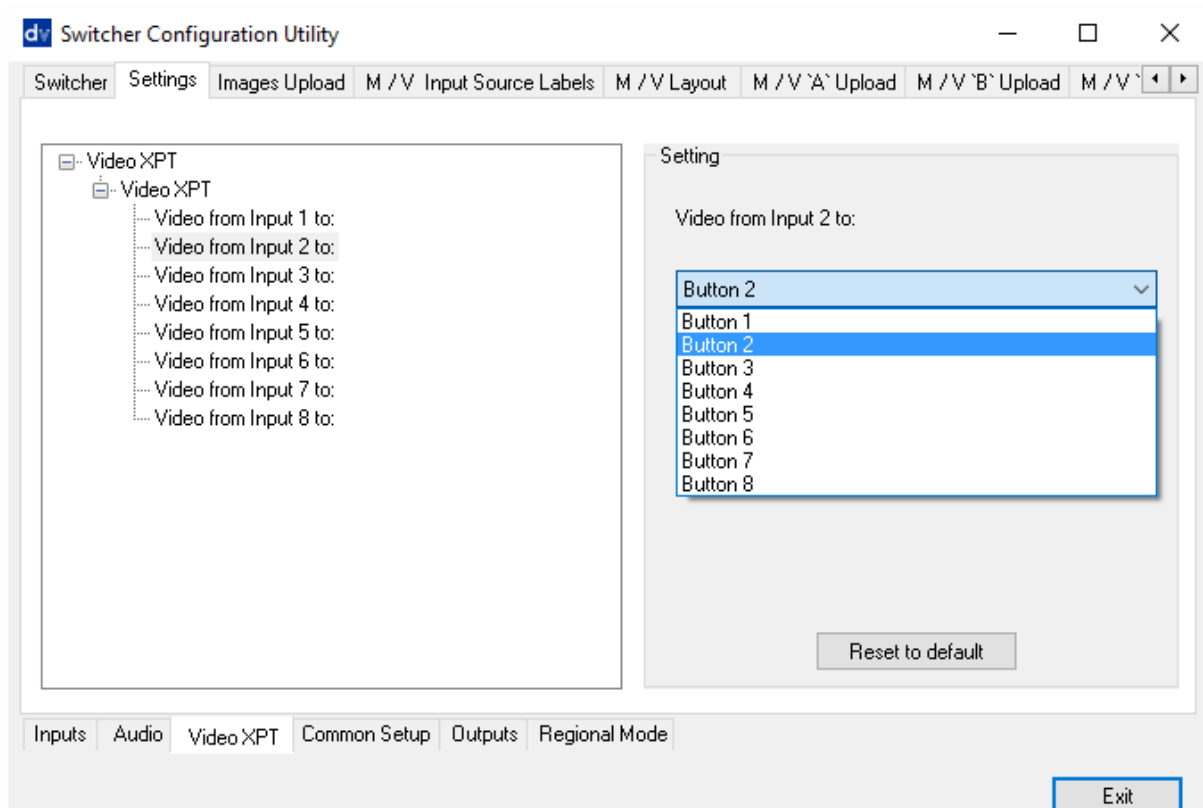 dv Switcher Configuration Utility
Switcher Settings Images Upload M / V Input Source Labels M / V Layout M / V `A` Upload M / V `B` Upload M / V `
Video XPT
Video XPT
Video from Input 1 to:
Video from Input 2 to:
Video from Input 3 to:
Video from Input 4 to:
Video from Input 5 to:
Video from Input 6 to:
Video from Input 7 to:
Video from Input 8 to:
Setting
Video from Input 2 to:
Button 2
Button 1
Button 2
Button 3
Button 4
Button 5
Button 6
Button 7
Button 8
Reset to default
Inputs Audio Video XPT Common Setup Outputs Regional Mode
Exit